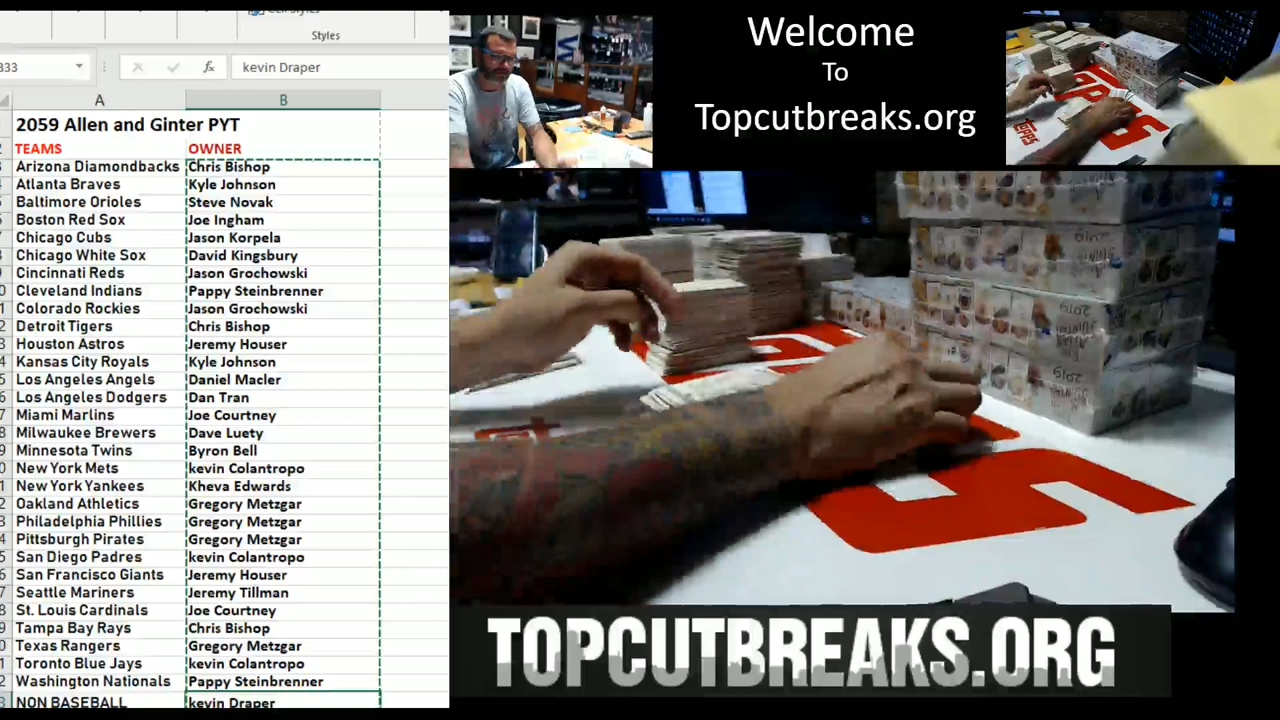 Styles
kevin Draper
A B
2059 Allen and Ginter PYT
TEAMS OWNER
Arizona Diamondbacks Chris Bishop
Atlanta Braves Kyle Johnson
Baltimore Orioles Steve Novak
Boston Red Sox Joe Ingham
Chicago Cubs Jason Korpela
Chicago White Sox David Kingsbury
Cincinnati Reds Jason Grochowski
Cleveland Indians Pappy Steinbrenner
Colorado Rockies Jason Grochowski
Detroit Tigers Chris Bishop
Houston Astros Jeremy Houser
Kansas City Royals Kyle Johnson
Los Angeles Angels Daniel Macler
Los Angeles Dodgers Dan Tran
Miami Marlins Joe Courtney
Milwaukee Brewers Dave Luety
Minnesota Twins Byron Bell
New York Mets kevin Colantropo
New York Yankees Kheva Edwards
Oakland Athletics Gregory Metzgar
Philadelphia Phillies Gregory Metzgar
Pittsburgh Pirates Gregory Metzgar
San Diego Padres kevin Colantropo
San Francisco Giants Jeremy Houser
Seattle Mariners Jeremy Tillman
St. Louis Cardinals Joe Courtney
Tampa Bay Rays Chris Bishop
Texas Rangers Gregory Metzgar
Toronto Blue Jays kevin Colantropo
Washington Nationals Pappy Steinbrenner
NON BASEBALL kevin Draper
Welcome
To
Topcutbreaks.org
TOPPS
2019
2019
TOPCUTBREAKS.ORG